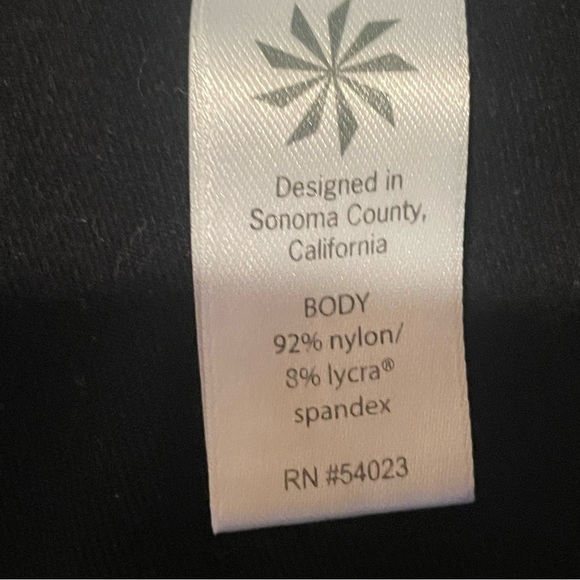 Designed in
Sonoma County,
California
BODY
92% nylon/
8% lycra®
spandex
RN #54023